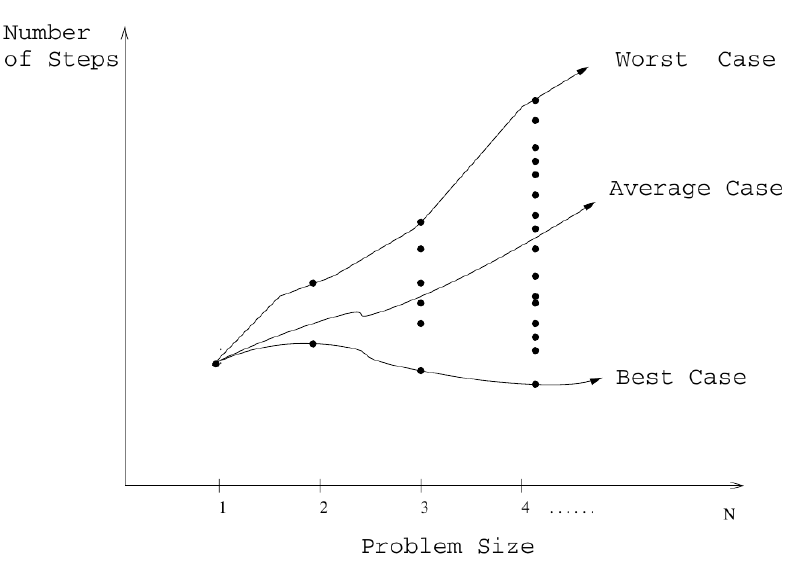 Number
of Steps
Worst Case
Average Case
Best Case
1 2 3 4 ......
N
Problem Size